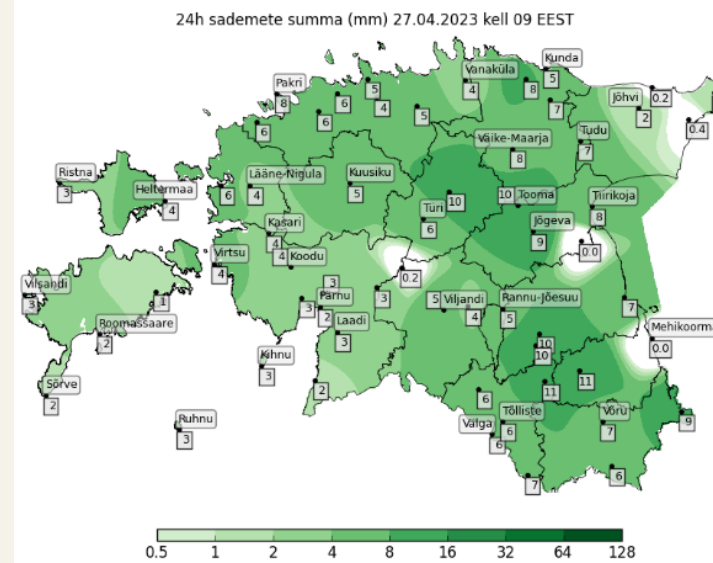 24h sademete summa (mm) 27.04.2023 kell 09 EEST
Kunda
5
Vanaküla
4
8
Pakri
8
5
4
6
5
6
6
7
Jõhvi
2
0.2
0.4
Tudu
7
Väike-Maarja
8
Ristna
3
Heltermaa
4
Lääne-Nigula
6
4
Kuusiku
5
10
10
Tooma
Tiirikoja
8
Türi
6
Jõgeva
9
0.0
Kasari
4
4
Koodu
Virtsu
4
0.2
Vilsandi
3
1
3
3
Pärnu
2
3
5
Viljandi
4
Rannu-Jõesuu
5
7
Mehikoorma
0.0
Roomassaare
2
Laadi
3
10
10
Kihnu
3
11
11
Sõrve
2
2
6
Ruhnu
3
Tõlliste
6
Valga
6
Võru
7
9
7
6
0.5 1 2 4 8 16 32 64 128